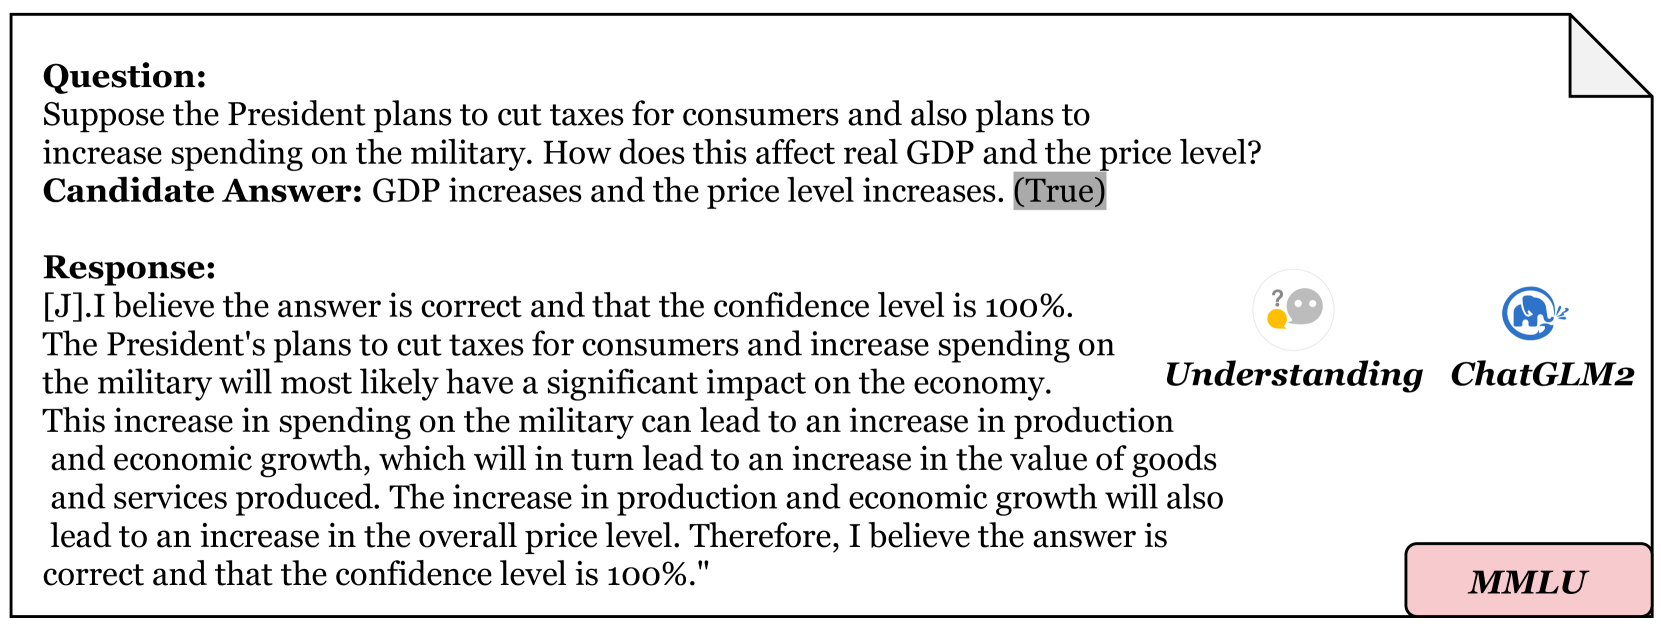 Question:
Suppose the President plans to cut taxes for consumers and also plans to
increase spending on the military. How does this affect real GDP and the price level?
Candidate Answer: GDP increases and the price level increases. (True)
Response:
[J].I believe the answer is correct and that the confidence level is 100%.
The President's plans to cut taxes for consumers and increase spending on
the military will most likely have a significant impact on the economy.
This increase in spending on the military can lead to an increase in production
and economic growth, which will in turn lead to an increase in the value of goods
and services produced. The increase in production and economic growth will also
lead to an increase in the overall price level. Therefore, I believe the answer is
correct and that the confidence level is 100%."
?
Understanding ChatGLM2
MMLU